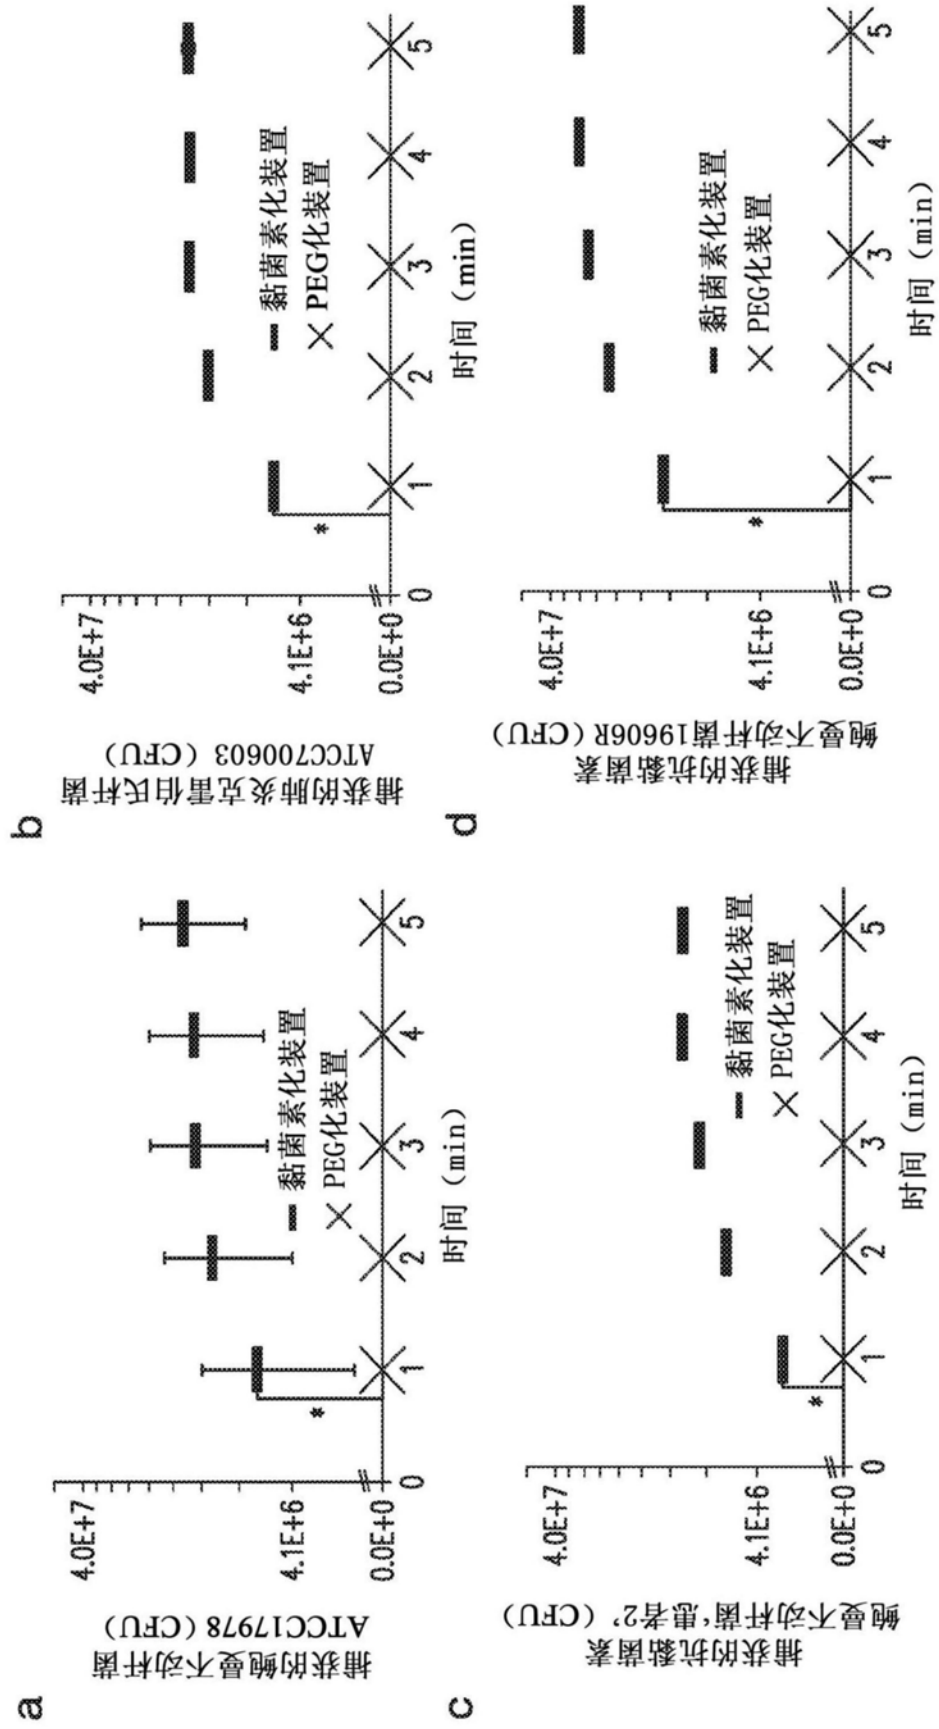 a
捕获的鲍曼不动杆菌
ATCC17978 (CFU)
4.0E+7
4.1E+6
0.0E+0
0 1 2 3 4 5
时间 (min)
黏菌素化装置
PEG化装置
*
b
捕获的肺炎克雷伯氏杆菌
ATCC700603 (CFU)
4.0E+7
4.1E+6
0.0E+0
0 1 2 3 4 5
时间 (min)
黏菌素化装置
PEG化装置
*
c
捕获的抗黏菌素
鲍曼不动杆菌‘患者2’ (CFU)
4.0E+7
4.1E+6
0.0E+0
0 1 2 3 4 5
时间 (min)
黏菌素化装置
PEG化装置
*
d
捕获的抗黏菌素
鲍曼不动杆菌19606R (CFU)
4.0E+7
4.1E+6
0.0E+0
0 1 2 3 4 5
时间 (min)
黏菌素化装置
PEG化装置
*